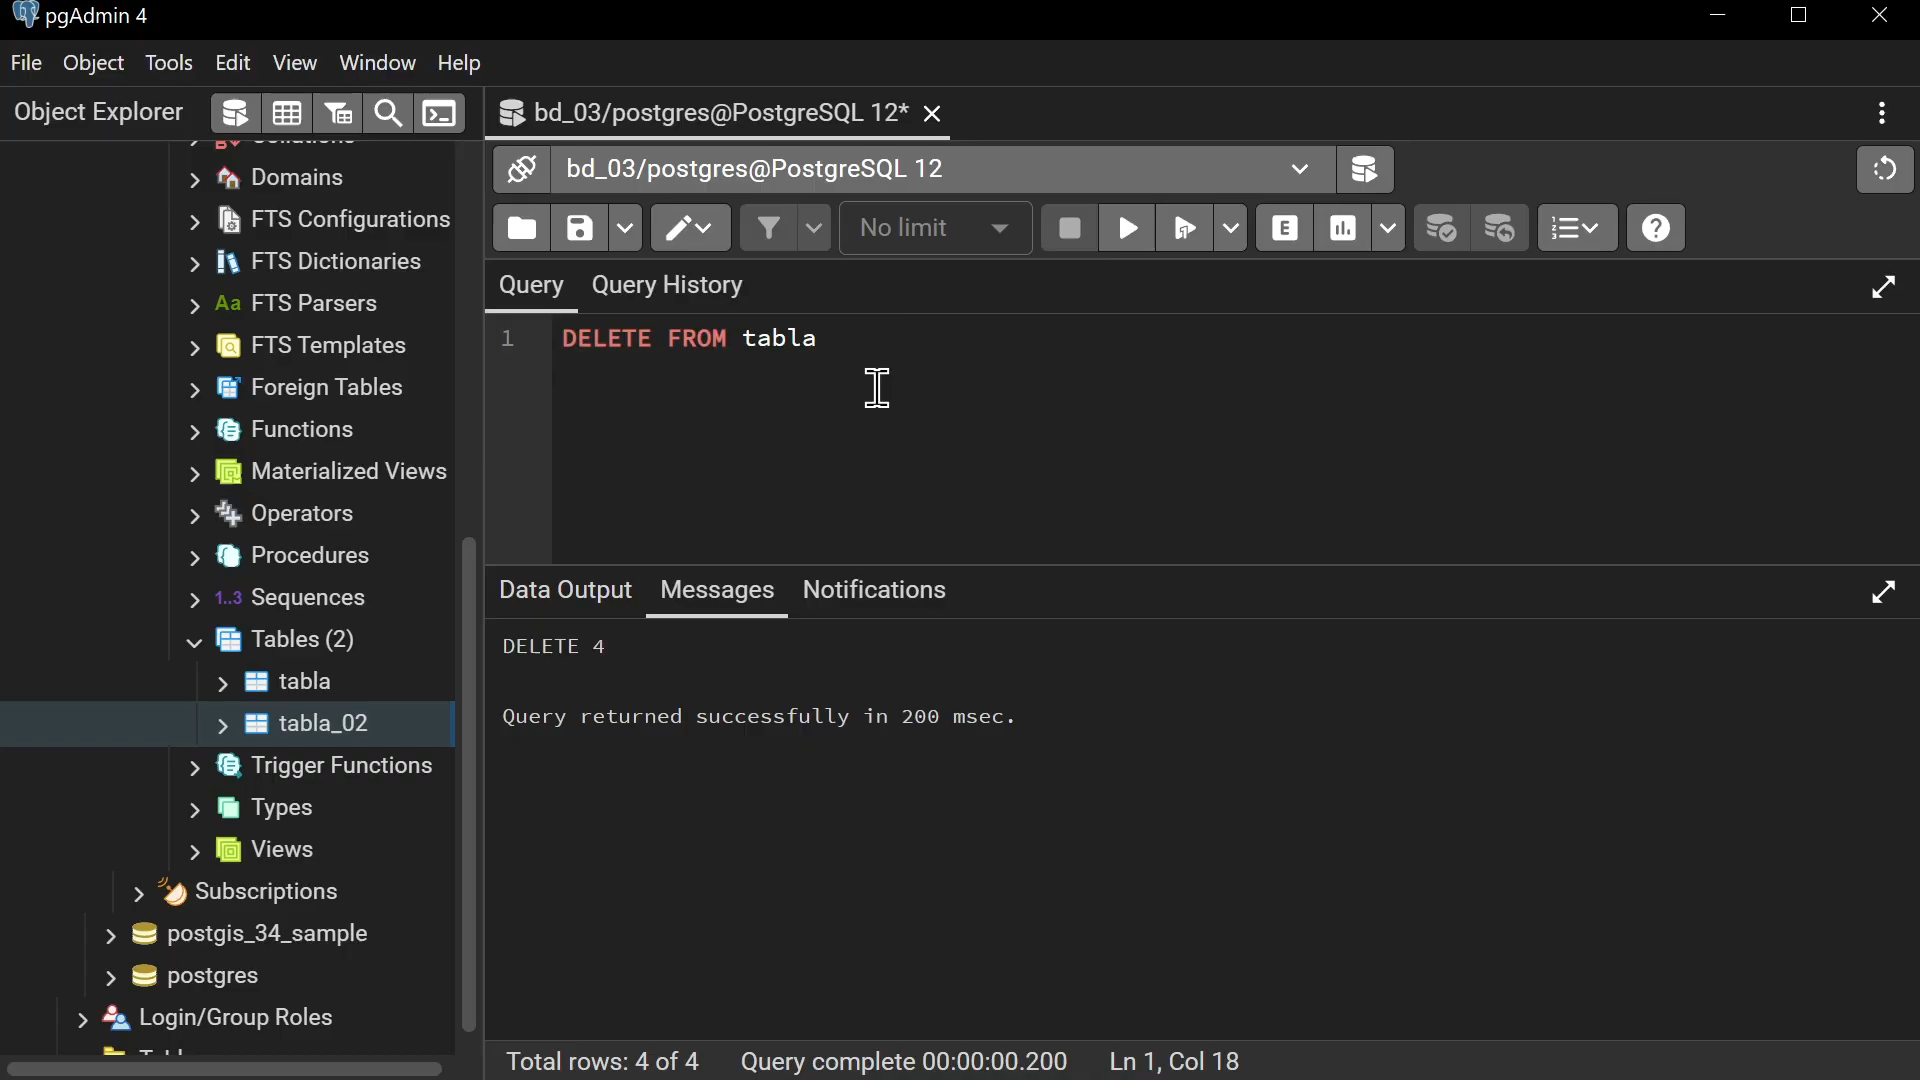 pgAdmin 4
File Object Tools Edit View Window Help
Object Explorer
bd_03/postgres@PostgreSQL 12*
bd_03/postgres@PostgreSQL 12
No limit
E
Query Query History
1 DELETE FROM tabla
Domains
FTS Configurations
FTS Dictionaries
Aa FTS Parsers
FTS Templates
Foreign Tables
Functions
Materialized Views
Operators
Procedures
1..3 Sequences
Tables (2)
tabla
tabla_02
Trigger Functions
Types
Views
Subscriptions
postgis_34_sample
postgres
Login/Group Roles
Data Output Messages Notifications
DELETE 4
Query returned successfully in 200 msec.
Total rows: 4 of 4 Query complete 00:00:00.200 Ln 1, Col 18